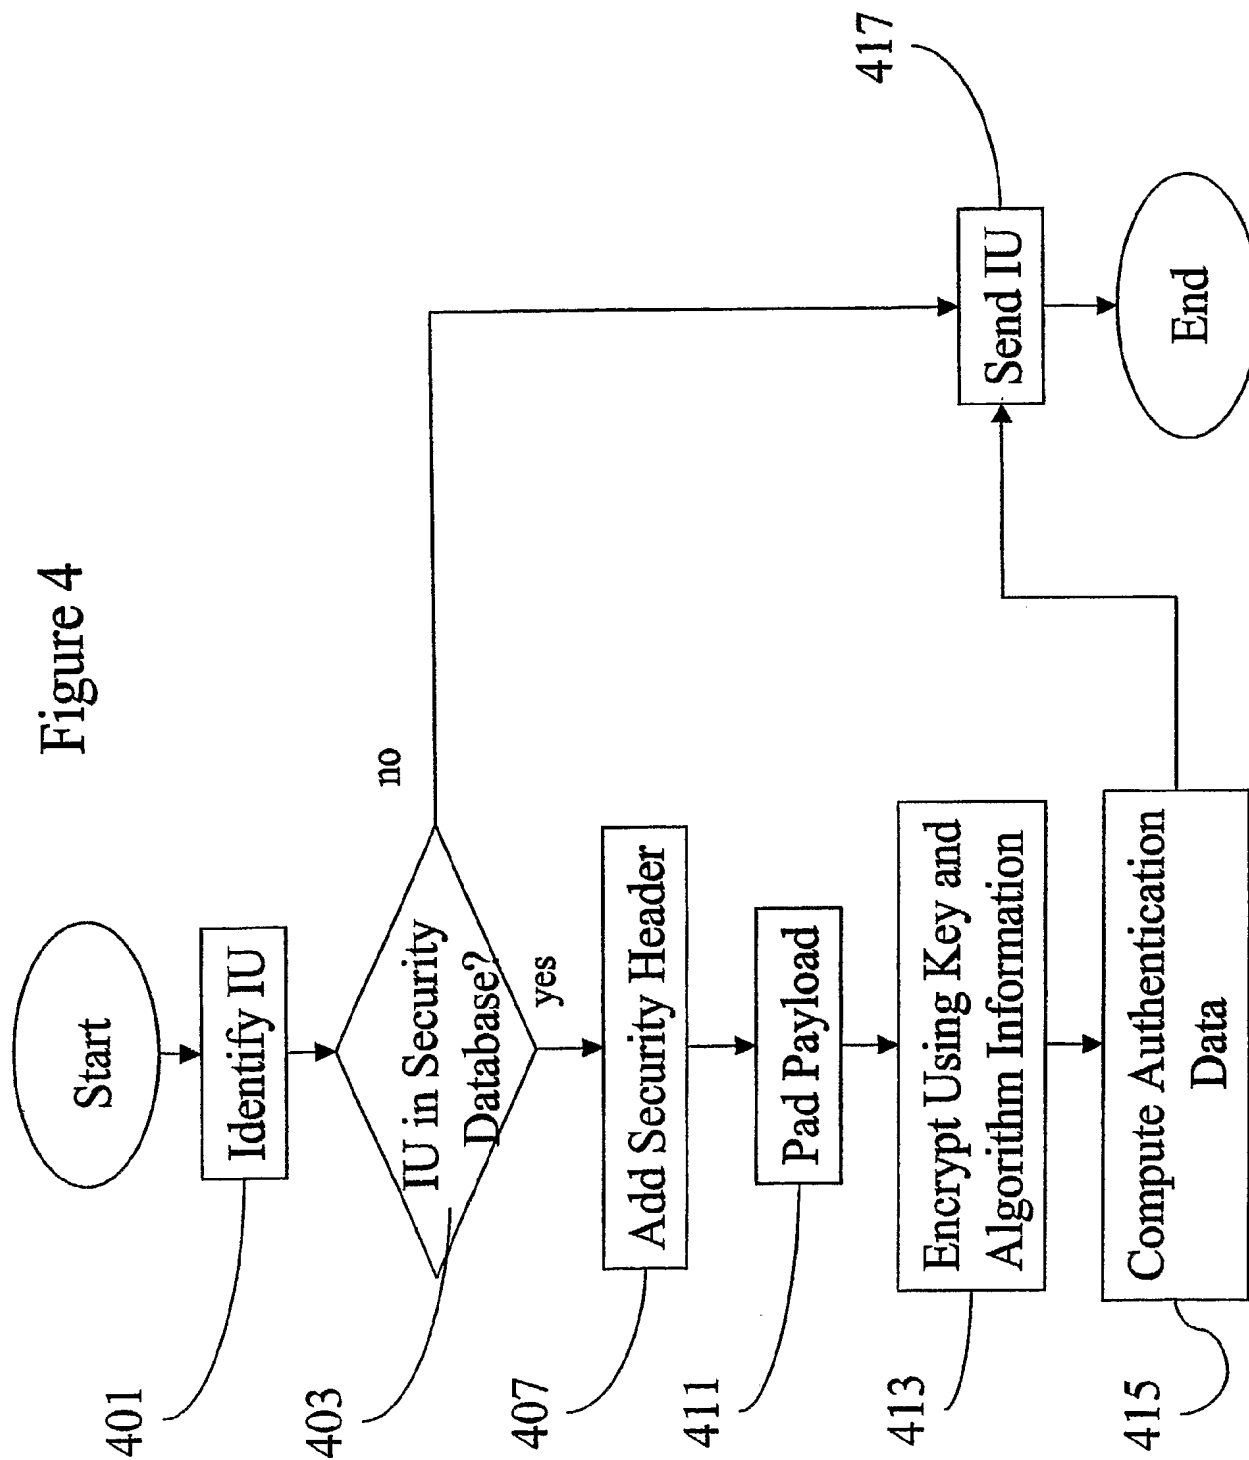 Figure 4
Start
401
Identify IU
403
IU in Security
Database?
no
yes
407
Add Security Header
411
Pad Payload
413
Encrypt Using Key and
Algorithm Information
415
Compute Authentication
Data
417
Send IU
End